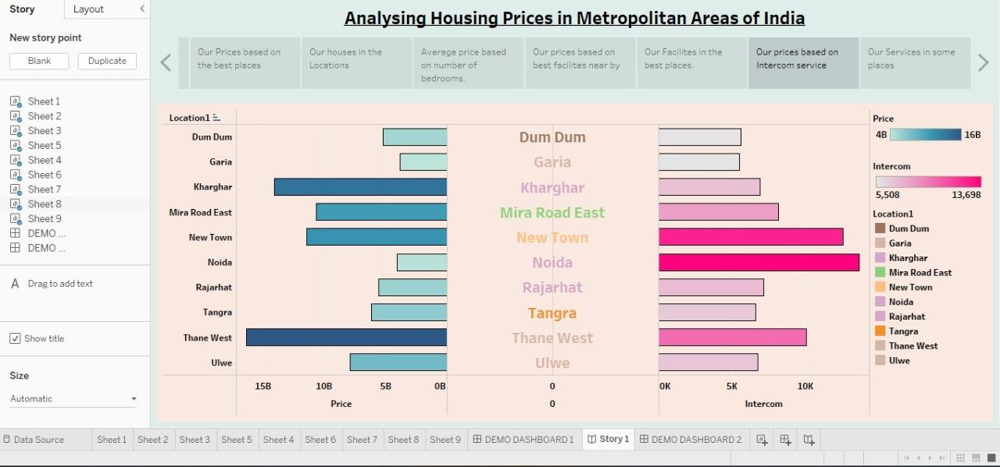 Story
Layout
Analysing Housing Prices in Metropolitan Areas of India
New story point
Blank
Duplicate
Our Prices based on
the best places
Our houses in the
Locations
Average price based
on number of
bedrooms.
Our prices based on
best facilites near by
Our Facilites in the
best places.
Our prices based on
Intercom service
Our Services in some
places
Sheet 1
Sheet 2
Sheet 3
Sheet 5
Sheet 4
Sheet 6
Sheet 7
Sheet 8
Sheet 9
DEMO ...
DEMO ...
A Drag to add text
Show title
Size
Automatic
Location1
Dum Dum
Garia
Kharghar
Mira Road East
New Town
Noida
Rajarhat
Tangra
Thane West
Ulwe
Dum Dum
Garia
Kharghar
Mira Road East
New Town
Noida
Rajarhat
Tangra
Thane West
Ulwe
15B 10B 5B 0B
Price
0
0
0K 5K 10K
Intercom
Price
4B 16B
Intercom
5,508 13,698
Location1
Dum Dum
Garia
Kharghar
Mira Road East
New Town
Noida
Rajarhat
Tangra
Thane West
Ulwe
Data Source Sheet 1 Sheet 2 Sheet 3 Sheet 5 Sheet 4 Sheet 6 Sheet 7 Sheet 8 Sheet 9 DEMO DASHBOARD 1 Story 1 DEMO DASHBOARD 2